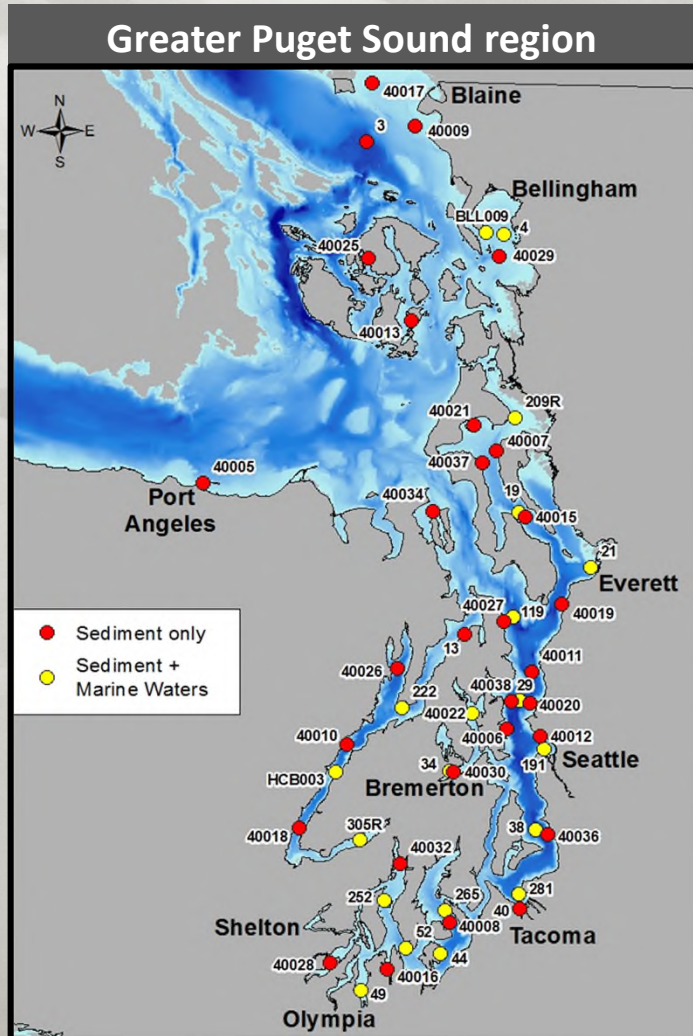 Greater Puget Sound region
N
W E
S
40017
Blaine
3
40009
Bellingham
BLL009
4
40025
40029
40013
209R
40021
40007
40037
40005
40034
Port
Angeles
19
40015
21
Everett
40027
119
40019
Sediment only
Sediment +
Marine Waters
13
40011
40026
40038
29
222
40022
40020
40006
40012
40010
191
Seattle
HCB003
34
40030
Bremerton
38
40036
40018
305R
40032
281
252
265
40
Tacoma
Shelton
52
40008
44
40028
40016
49
Olympia